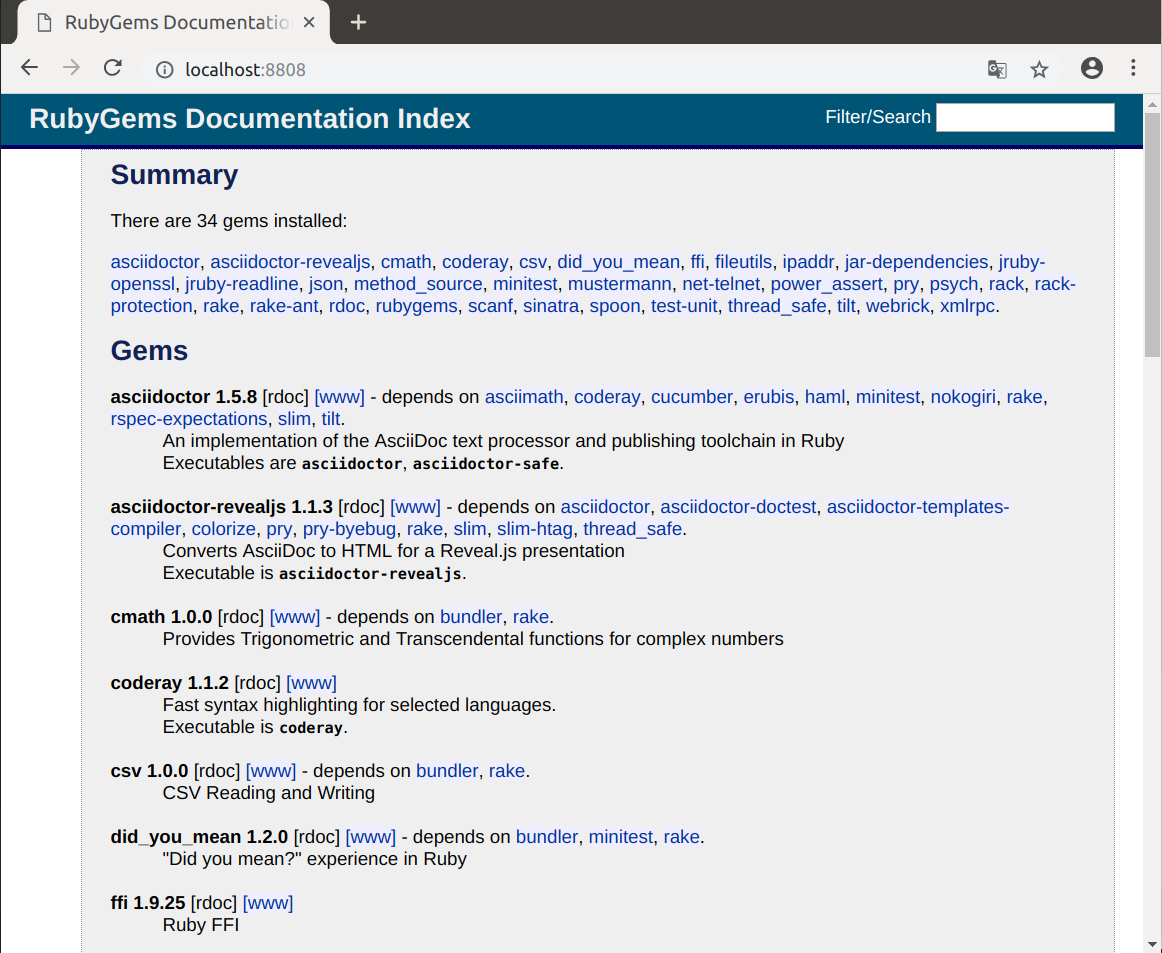 RubyGems Documentatio
localhost:8808
RubyGems Documentation Index
Filter/Search
Summary
There are 34 gems installed:
asciidoctor, asciidoctor-revealjs, cmath, coderay, csv, did_you_mean, ffi, fileutils, ipaddr, jar-dependencies, jruby-
openssl, jruby-readline, json, method_source, minitest, mustermann, net-telnet, power_assert, pry, psych, rack, rack-
protection, rake, rake-ant, rdoc, rubygems, scanf, sinatra, spoon, test-unit, thread_safe, tilt, webrick, xmlrpc.
Gems
asciidoctor 1.5.8 [rdoc] [www] - depends on asciimath, coderay, cucumber, erubis, haml, minitest, nokogiri, rake,
rspec-expectations, slim, tilt.
An implementation of the AsciiDoc text processor and publishing toolchain in Ruby
Executables are asciidoctor, asciidoctor-safe.
asciidoctor-revealjs 1.1.3 [rdoc] [www] - depends on asciidoctor, asciidoctor-doctest, asciidoctor-templates-
compiler, colorize, pry, pry-byebug, rake, slim, slim-htag, thread_safe.
Converts AsciiDoc to HTML for a Reveal.js presentation
Executable is asciidoctor-revealjs.
cmath 1.0.0 [rdoc] [www] - depends on bundler, rake.
Provides Trigonometric and Transcendental functions for complex numbers
coderay 1.1.2 [rdoc] [www]
Fast syntax highlighting for selected languages.
Executable is coderay.
csv 1.0.0 [rdoc] [www] - depends on bundler, rake.
CSV Reading and Writing
did_you_mean 1.2.0 [rdoc] [www] - depends on bundler, minitest, rake.
"Did you mean?" experience in Ruby
ffi 1.9.25 [rdoc] [www]
Ruby FFI